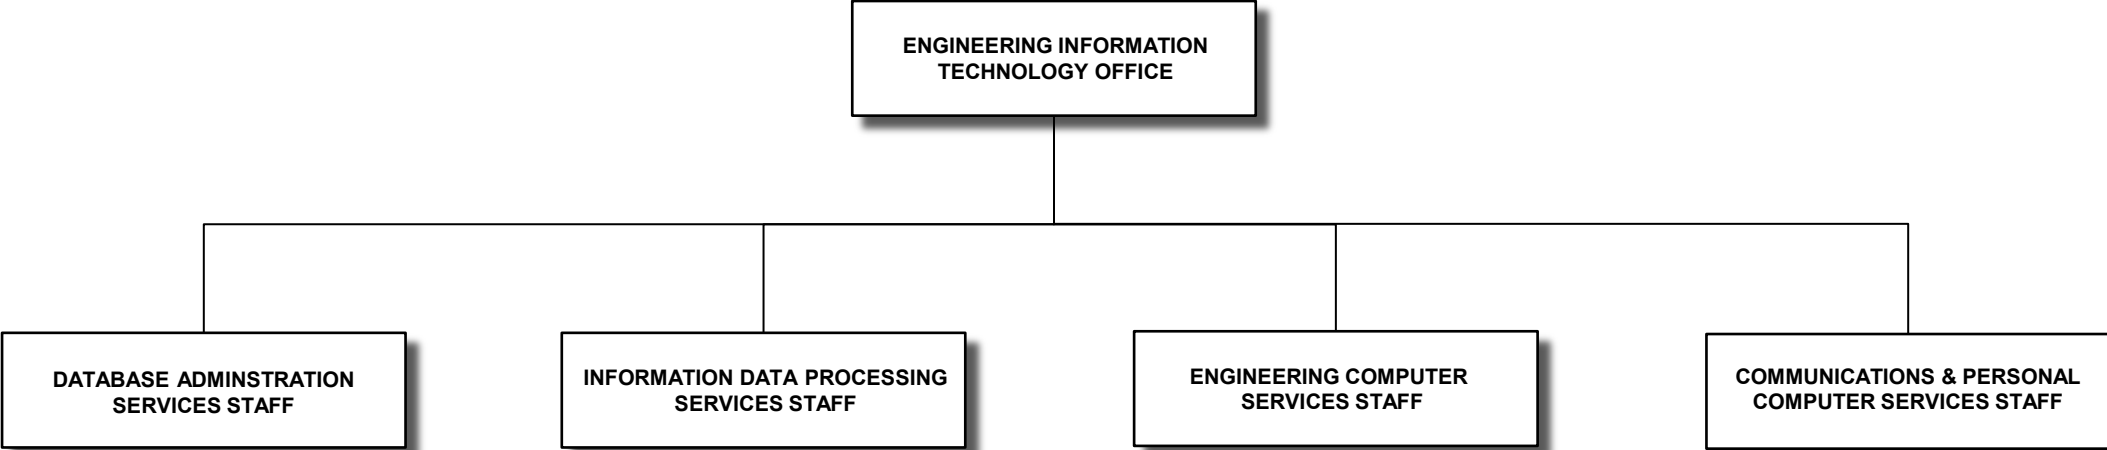 ENGINEERING INFORMATION
TECHNOLOGY OFFICE
DATABASE ADMINSTRATION
SERVICES STAFF
INFORMATION DATA PROCESSING
SERVICES STAFF
ENGINEERING COMPUTER
SERVICES STAFF
COMMUNICATIONS & PERSONAL
COMPUTER SERVICES STAFF